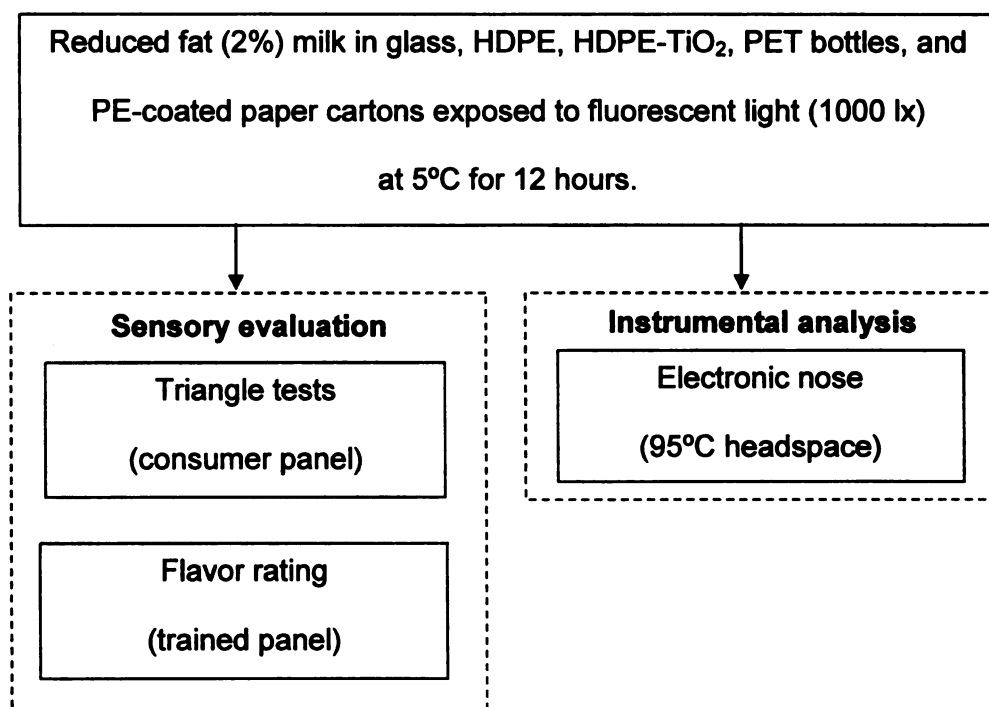 Reduced fat (2%) milk in glass, HDPE, HDPE-TiO₂, PET bottles, and
PE-coated paper cartons exposed to fluorescent light (1000 lx)
at 5ºC for 12 hours.
Sensory evaluation
Triangle tests
(consumer panel)
Flavor rating
(trained panel)
Instrumental analysis
Electronic nose
(95ºC headspace)